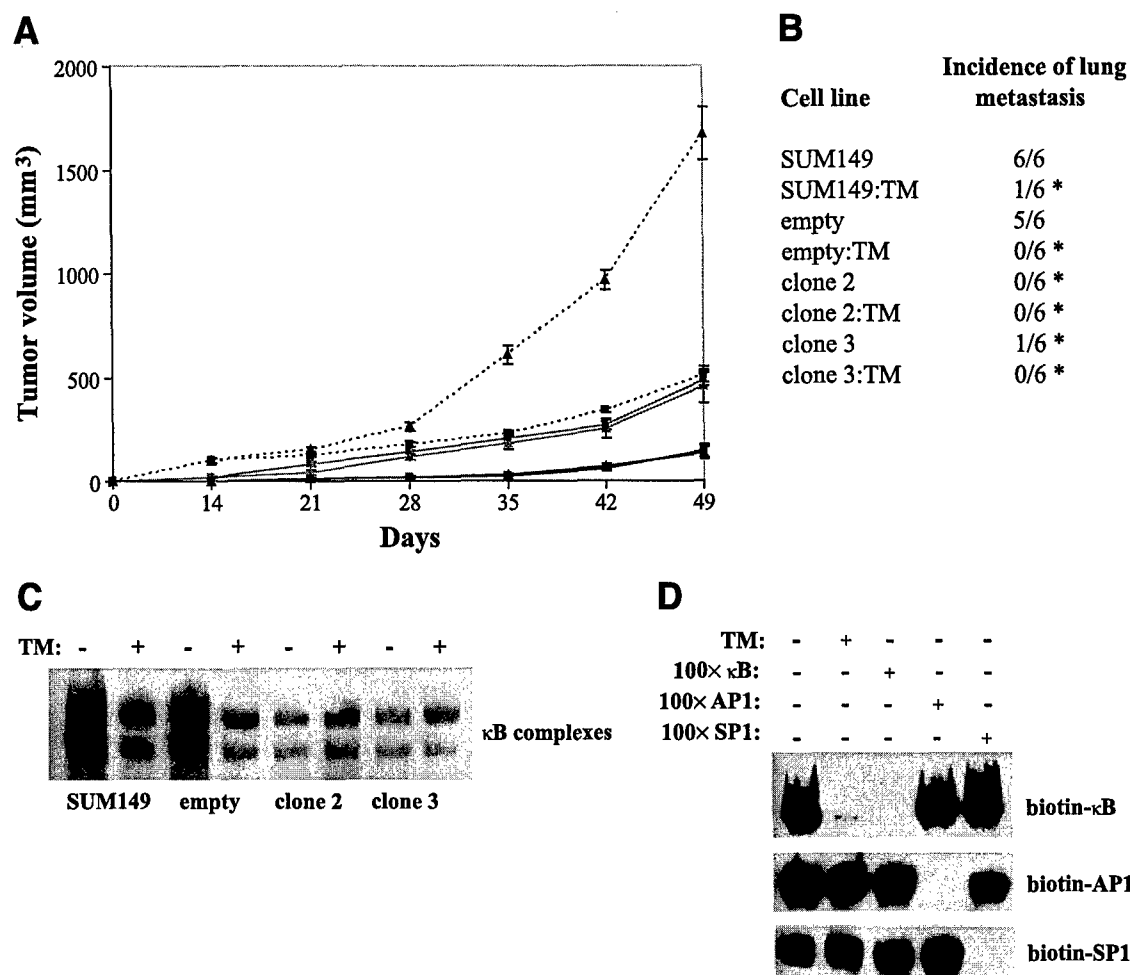 A
Tumor volume (mm³)
2000
1500
1000
500
0
0 14 21 28 35 42 49
Days
B
Cell line Incidence of lung metastasis
SUM149 6/6
SUM149:TM 1/6 *
empty 5/6
empty:TM 0/6 *
clone 2 0/6 *
clone 2:TM 0/6 *
clone 3 1/6 *
clone 3:TM 0/6 *
C
TM: - + - + - + - +
κB complexes
SUM149 empty clone 2 clone 3
D
TM: - + - - -
100× κB: - - + - -
100× AP1: - - - + -
100× SP1: - - - - +
biotin-κB
biotin-AP1
biotin-SP1